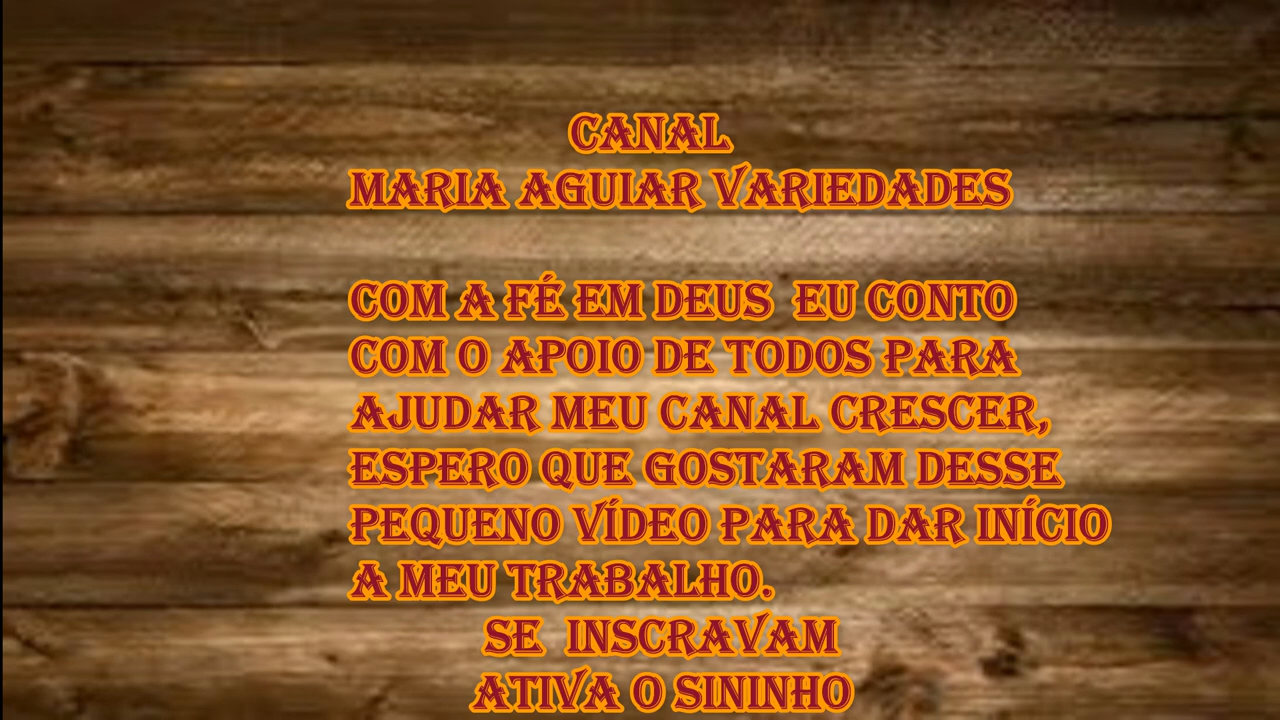 CANAL
MARIA AGUIAR VARIEDADES
COM A FÉ EM DEUS EU CONTO
COM O APOIO DE TODOS PARA
AJUDAR MEU CANAL CRESCER,
ESPERO QUE GOSTARAM DESSE
PEQUENO VÍDEO PARA DAR INÍCIO
A MEU TRABALHO.
SE INSCRAVAM
ATIVA O SININHO